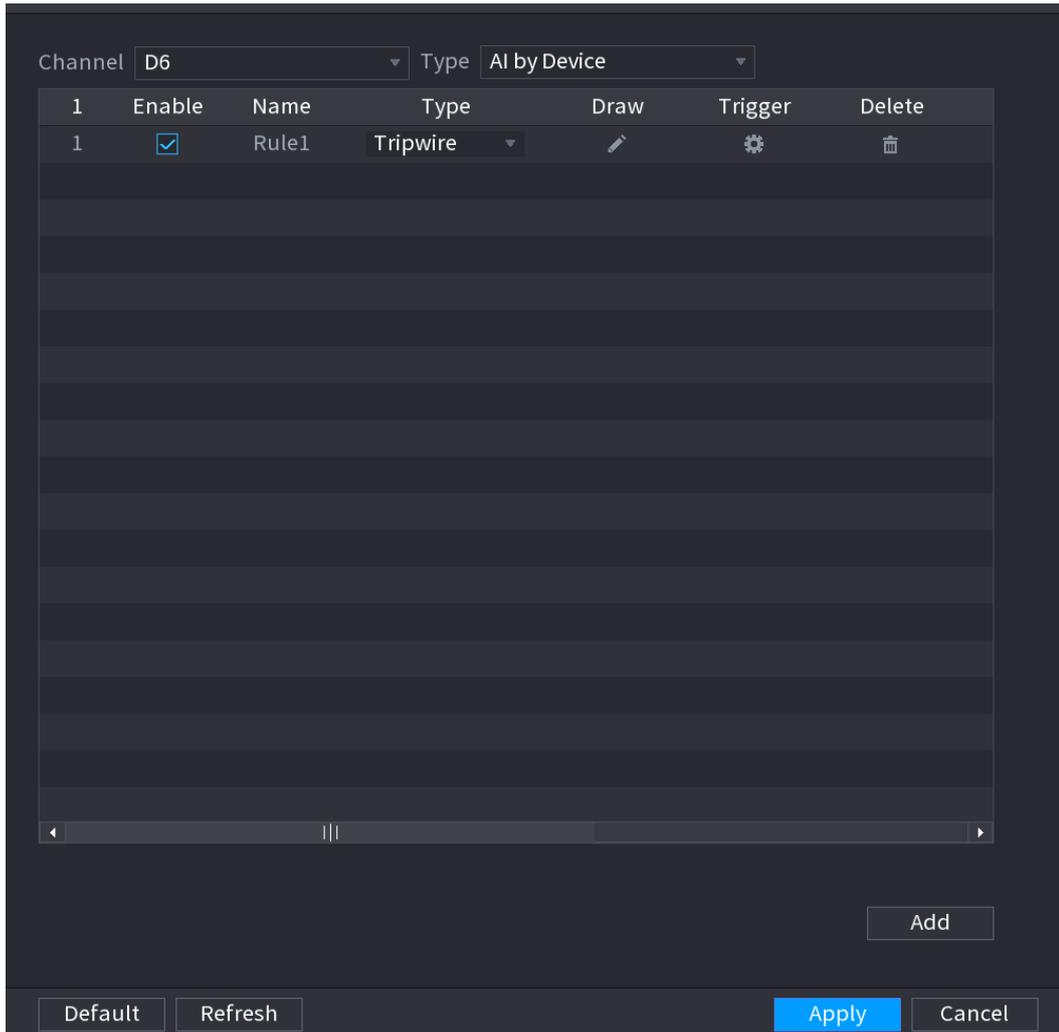 Channel D6 Type AI by Device
1 Enable Name Type Draw Trigger Delete
1 Rule1 Tripwire
Add
Default Refresh Apply Cancel